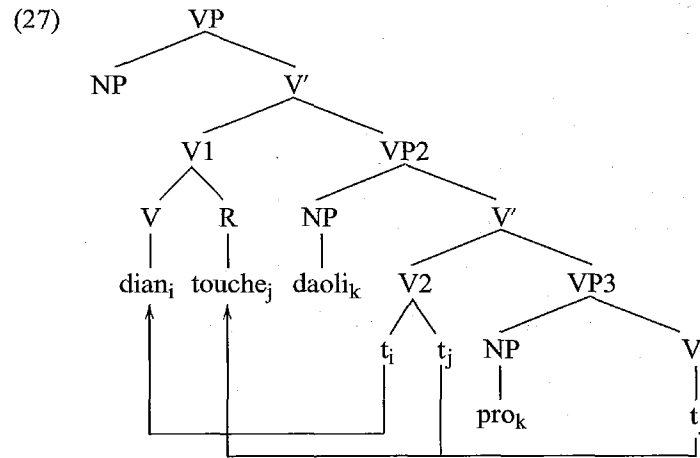 (27) VP
NP V'
V1 VP2
V R NP V'
dianᵢ toucheⱼ daoliₖ V2 VP3
tᵢ tⱼ NP V
proₖ t